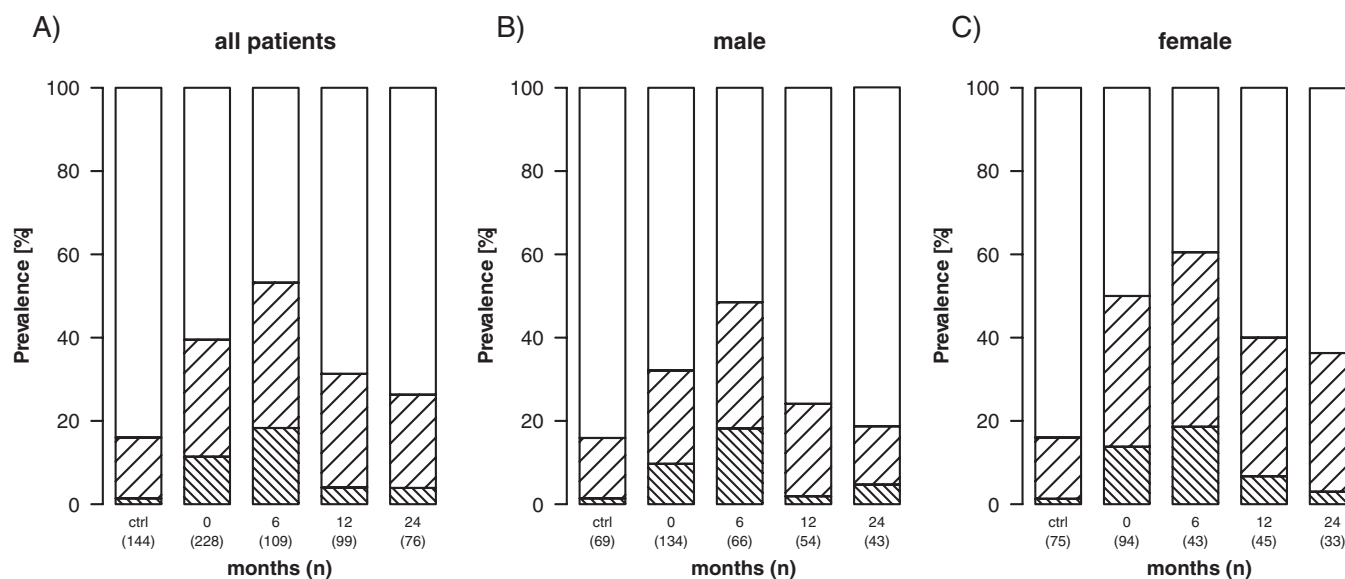 A)
all patients
Prevalence [%]
100
80
60
40
20
0
ctrl 0 6 12 24
(144) (228) (109) (99) (76)
months (n)
B)
male
Prevalence [%]
100
80
60
40
20
0
ctrl 0 6 12 24
(69) (134) (66) (54) (43)
months (n)
C)
female
Prevalence [%]
100
80
60
40
20
0
ctrl 0 6 12 24
(75) (94) (43) (45) (33)
months (n)